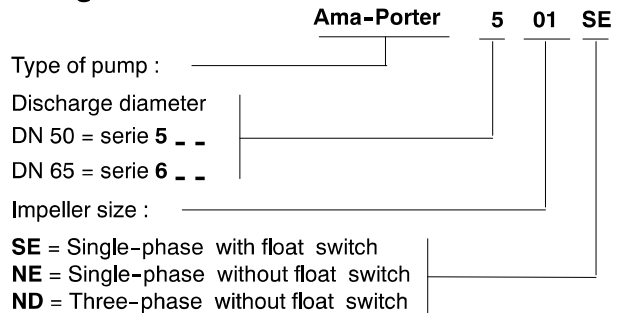 Ama-Porter 5 01 SE
Type of pump :
Discharge diameter
DN 50 = serie 5 _ _
DN 65 = serie 6 _ _
Impeller size :
SE = Single-phase with float switch
NE = Single-phase without float switch
ND = Three-phase without float switch